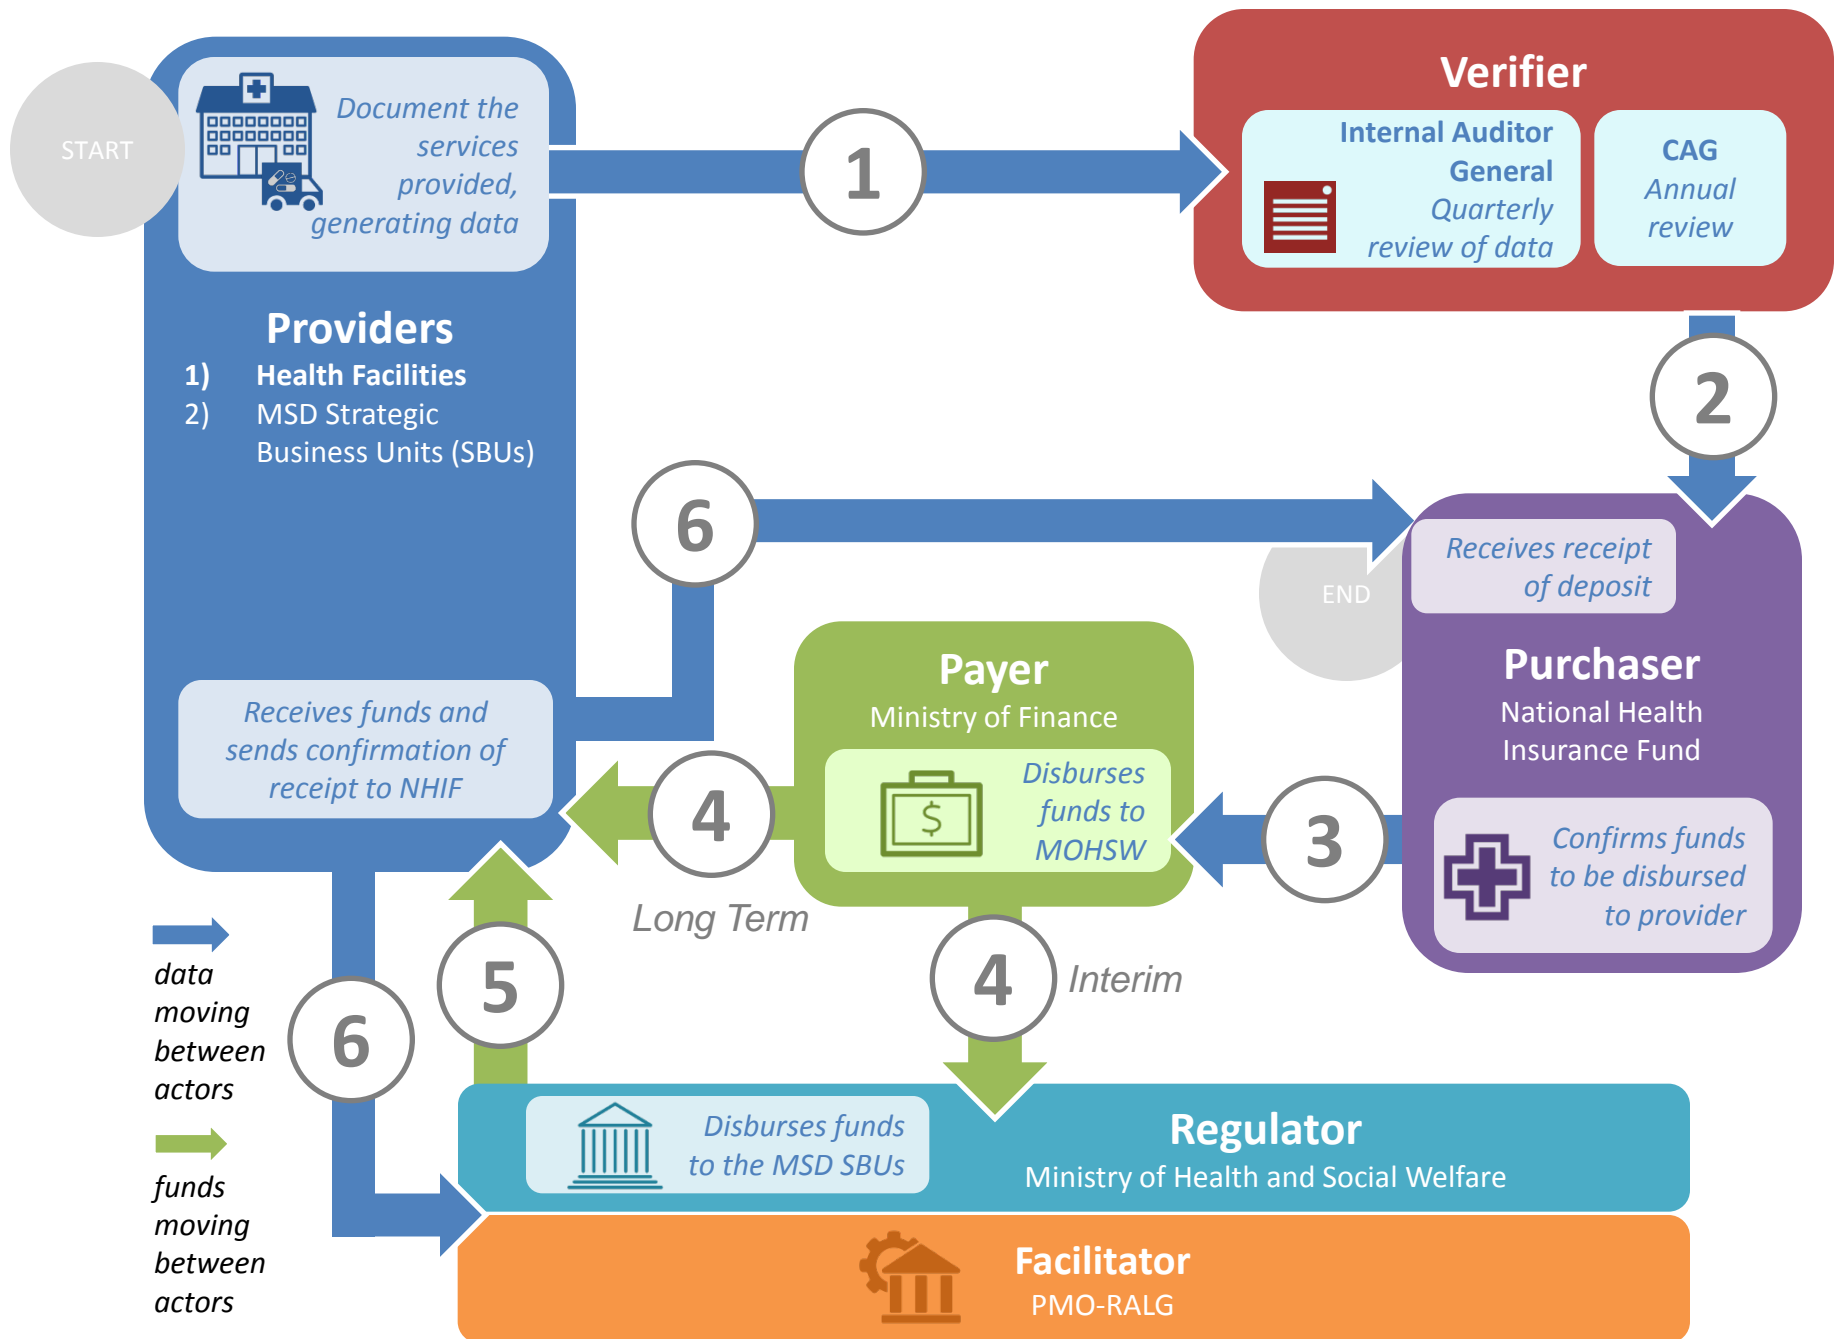 START
Document the
services
provided,
generating data
Providers
1) Health Facilities
2) MSD Strategic
Business Units (SBUs)
1
Verifier
Internal Auditor
General
Quarterly
review of data
CAG
Annual
review
2
6
Receives receipt
of deposit
END
Purchaser
National Health
Insurance Fund
Confirms funds
to be disbursed
to provider
3
Payer
Ministry of Finance
Disburses
funds to
MOHSW
$
4
Long Term
4
Interim
Receives funds and
sends confirmation of
receipt to NHIF
5
6
data
moving
between
actors
funds
moving
between
actors
Disburses funds
to the MSD SBUs
Regulator
Ministry of Health and Social Welfare
Facilitator
PMO-RALG